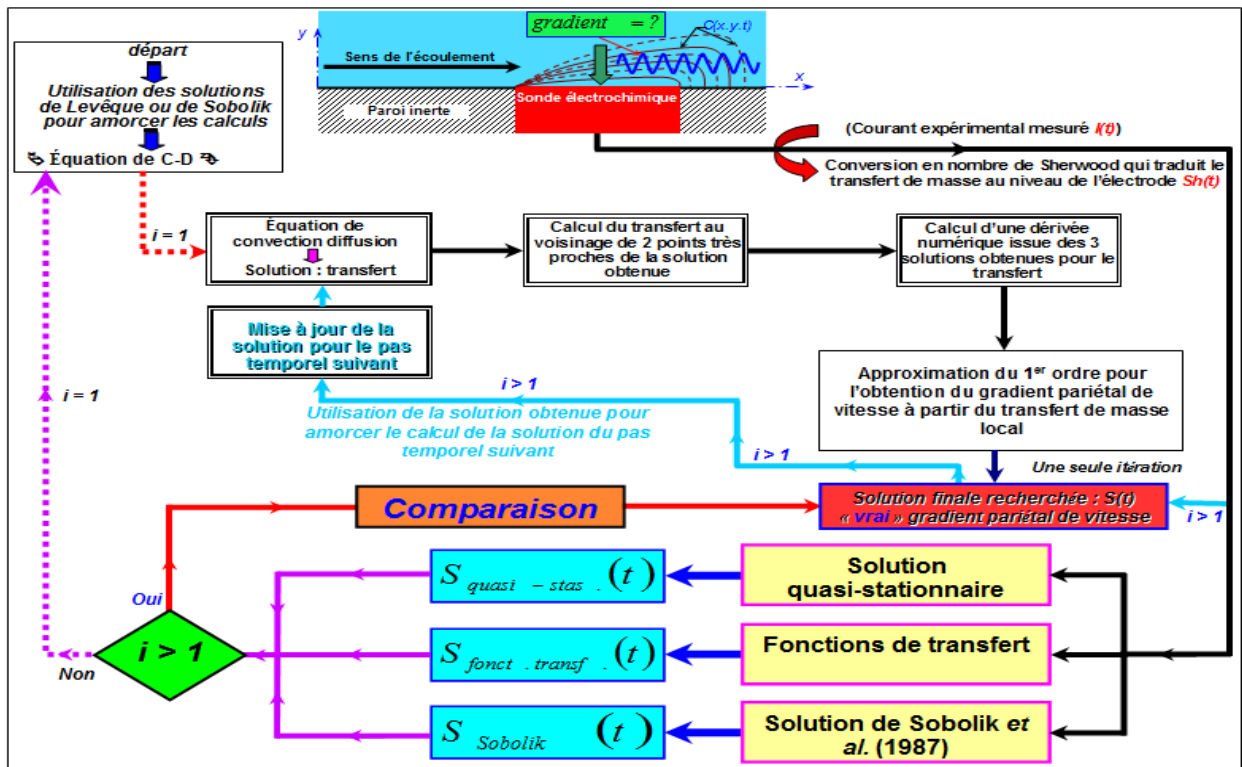 départ
Utilisation des solutions
de Levêque ou de Sobolik
pour amorcer les calculs
Équation de C-D
y
gradient = ?
C(x.y.t)
Sens de l'écoulement
x
Paroi inerte
Sonde électrochimique
(Courant expérimental mesuré I(t))
Conversion en nombre de Sherwood qui traduit le
transfert de masse au niveau de l'électrode Sh(t)
i = 1
Équation de
convection diffusion
Solution : transfert
Calcul du transfert au
voisinage de 2 points très
proches de la solution
obtenue
Calcul d'une dérivée
numérique issue des 3
solutions obtenues pour le
transfert
Mise à jour de la
solution pour le pas
temporel suivant
Approximation du 1er ordre pour
l'obtention du gradient pariétal de
vitesse à partir du transfert de masse
local
i > 1
i = 1
Utilisation de la solution obtenue pour
amorcer le calcul de la solution du pas
temporel suivant
i > 1
Une seule itération
Comparaison
Solution finale recherchée : S(t)
« vrai » gradient pariétal de vitesse
i > 1
S quasi – stas . (t)
Solution
quasi-stationnaire
Oui
i > 1
Non
S fonct . transf . (t)
Fonctions de transfert
S Sobolik (t)
Solution de Sobolik et
al. (1987)